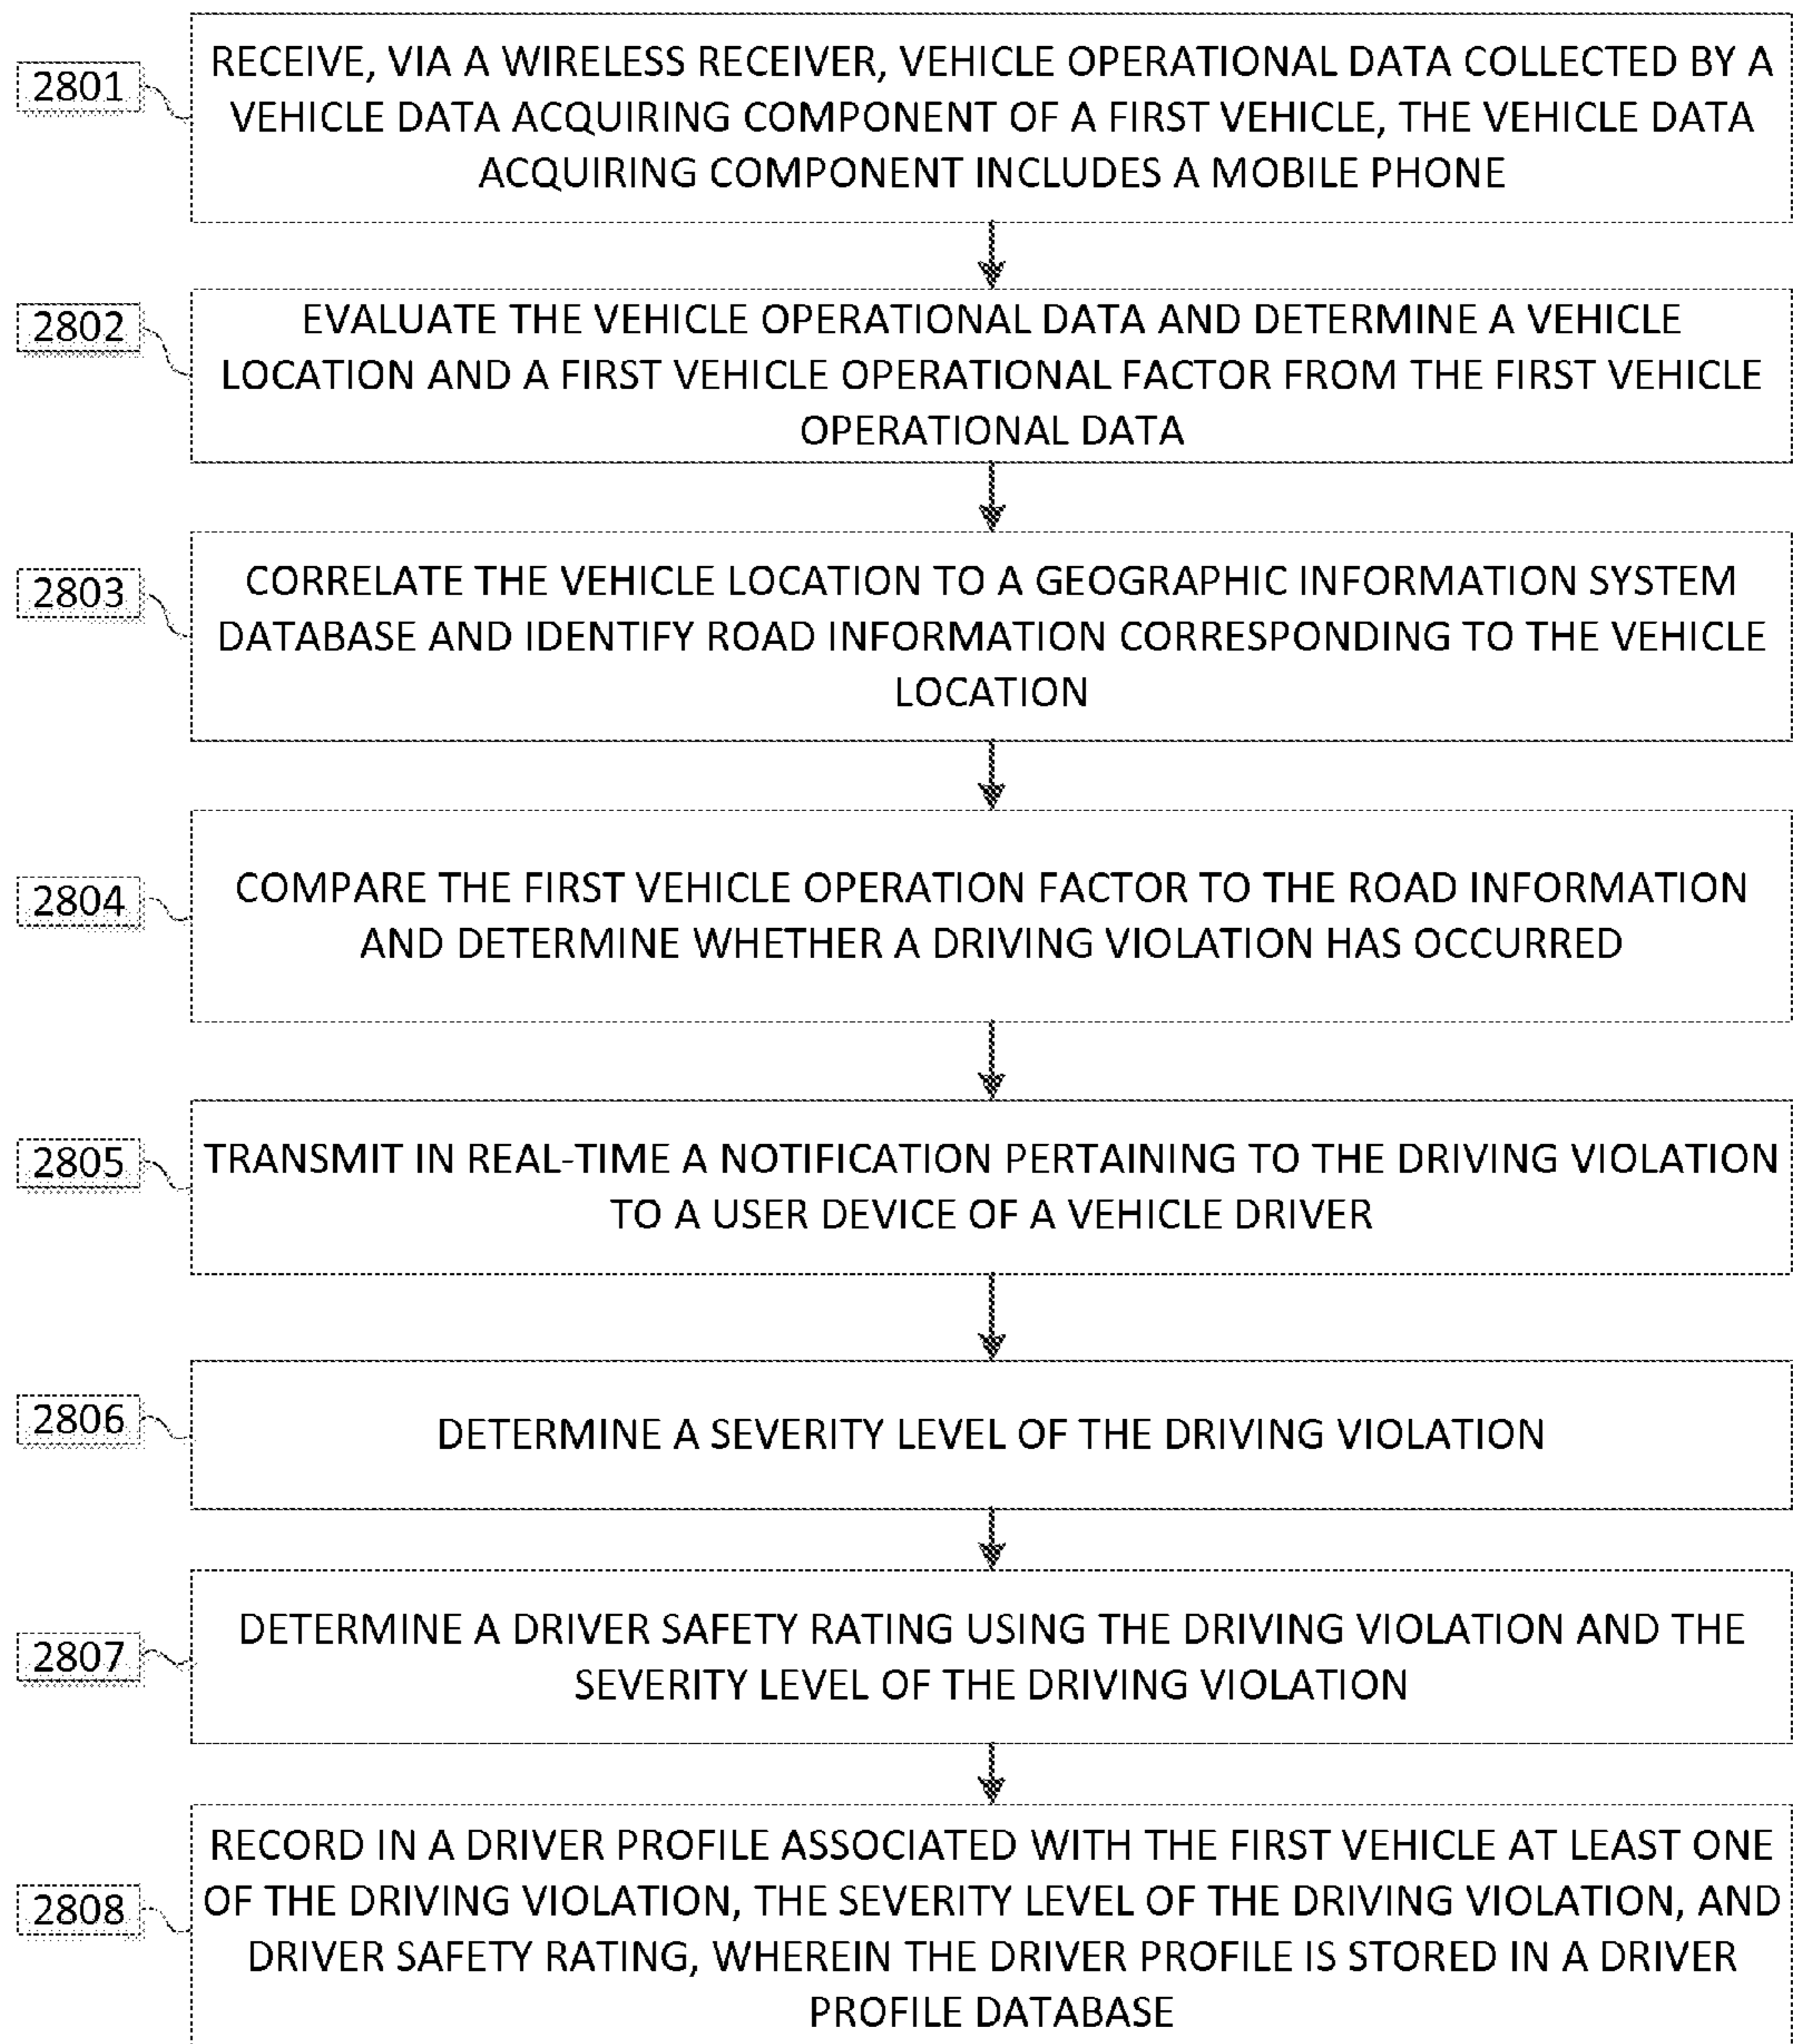 2801
RECEIVE, VIA A WIRELESS RECEIVER, VEHICLE OPERATIONAL DATA COLLECTED BY A
VEHICLE DATA ACQUIRING COMPONENT OF A FIRST VEHICLE, THE VEHICLE DATA
ACQUIRING COMPONENT INCLUDES A MOBILE PHONE
2802
EVALUATE THE VEHICLE OPERATIONAL DATA AND DETERMINE A VEHICLE
LOCATION AND A FIRST VEHICLE OPERATIONAL FACTOR FROM THE FIRST VEHICLE
OPERATIONAL DATA
2803
CORRELATE THE VEHICLE LOCATION TO A GEOGRAPHIC INFORMATION SYSTEM
DATABASE AND IDENTIFY ROAD INFORMATION CORRESPONDING TO THE VEHICLE
LOCATION
2804
COMPARE THE FIRST VEHICLE OPERATION FACTOR TO THE ROAD INFORMATION
AND DETERMINE WHETHER A DRIVING VIOLATION HAS OCCURRED
2805
TRANSMIT IN REAL-TIME A NOTIFICATION PERTAINING TO THE DRIVING VIOLATION
TO A USER DEVICE OF A VEHICLE DRIVER
2806
DETERMINE A SEVERITY LEVEL OF THE DRIVING VIOLATION
2807
DETERMINE A DRIVER SAFETY RATING USING THE DRIVING VIOLATION AND THE
SEVERITY LEVEL OF THE DRIVING VIOLATION
2808
RECORD IN A DRIVER PROFILE ASSOCIATED WITH THE FIRST VEHICLE AT LEAST ONE
OF THE DRIVING VIOLATION, THE SEVERITY LEVEL OF THE DRIVING VIOLATION, AND
DRIVER SAFETY RATING, WHEREIN THE DRIVER PROFILE IS STORED IN A DRIVER
PROFILE DATABASE